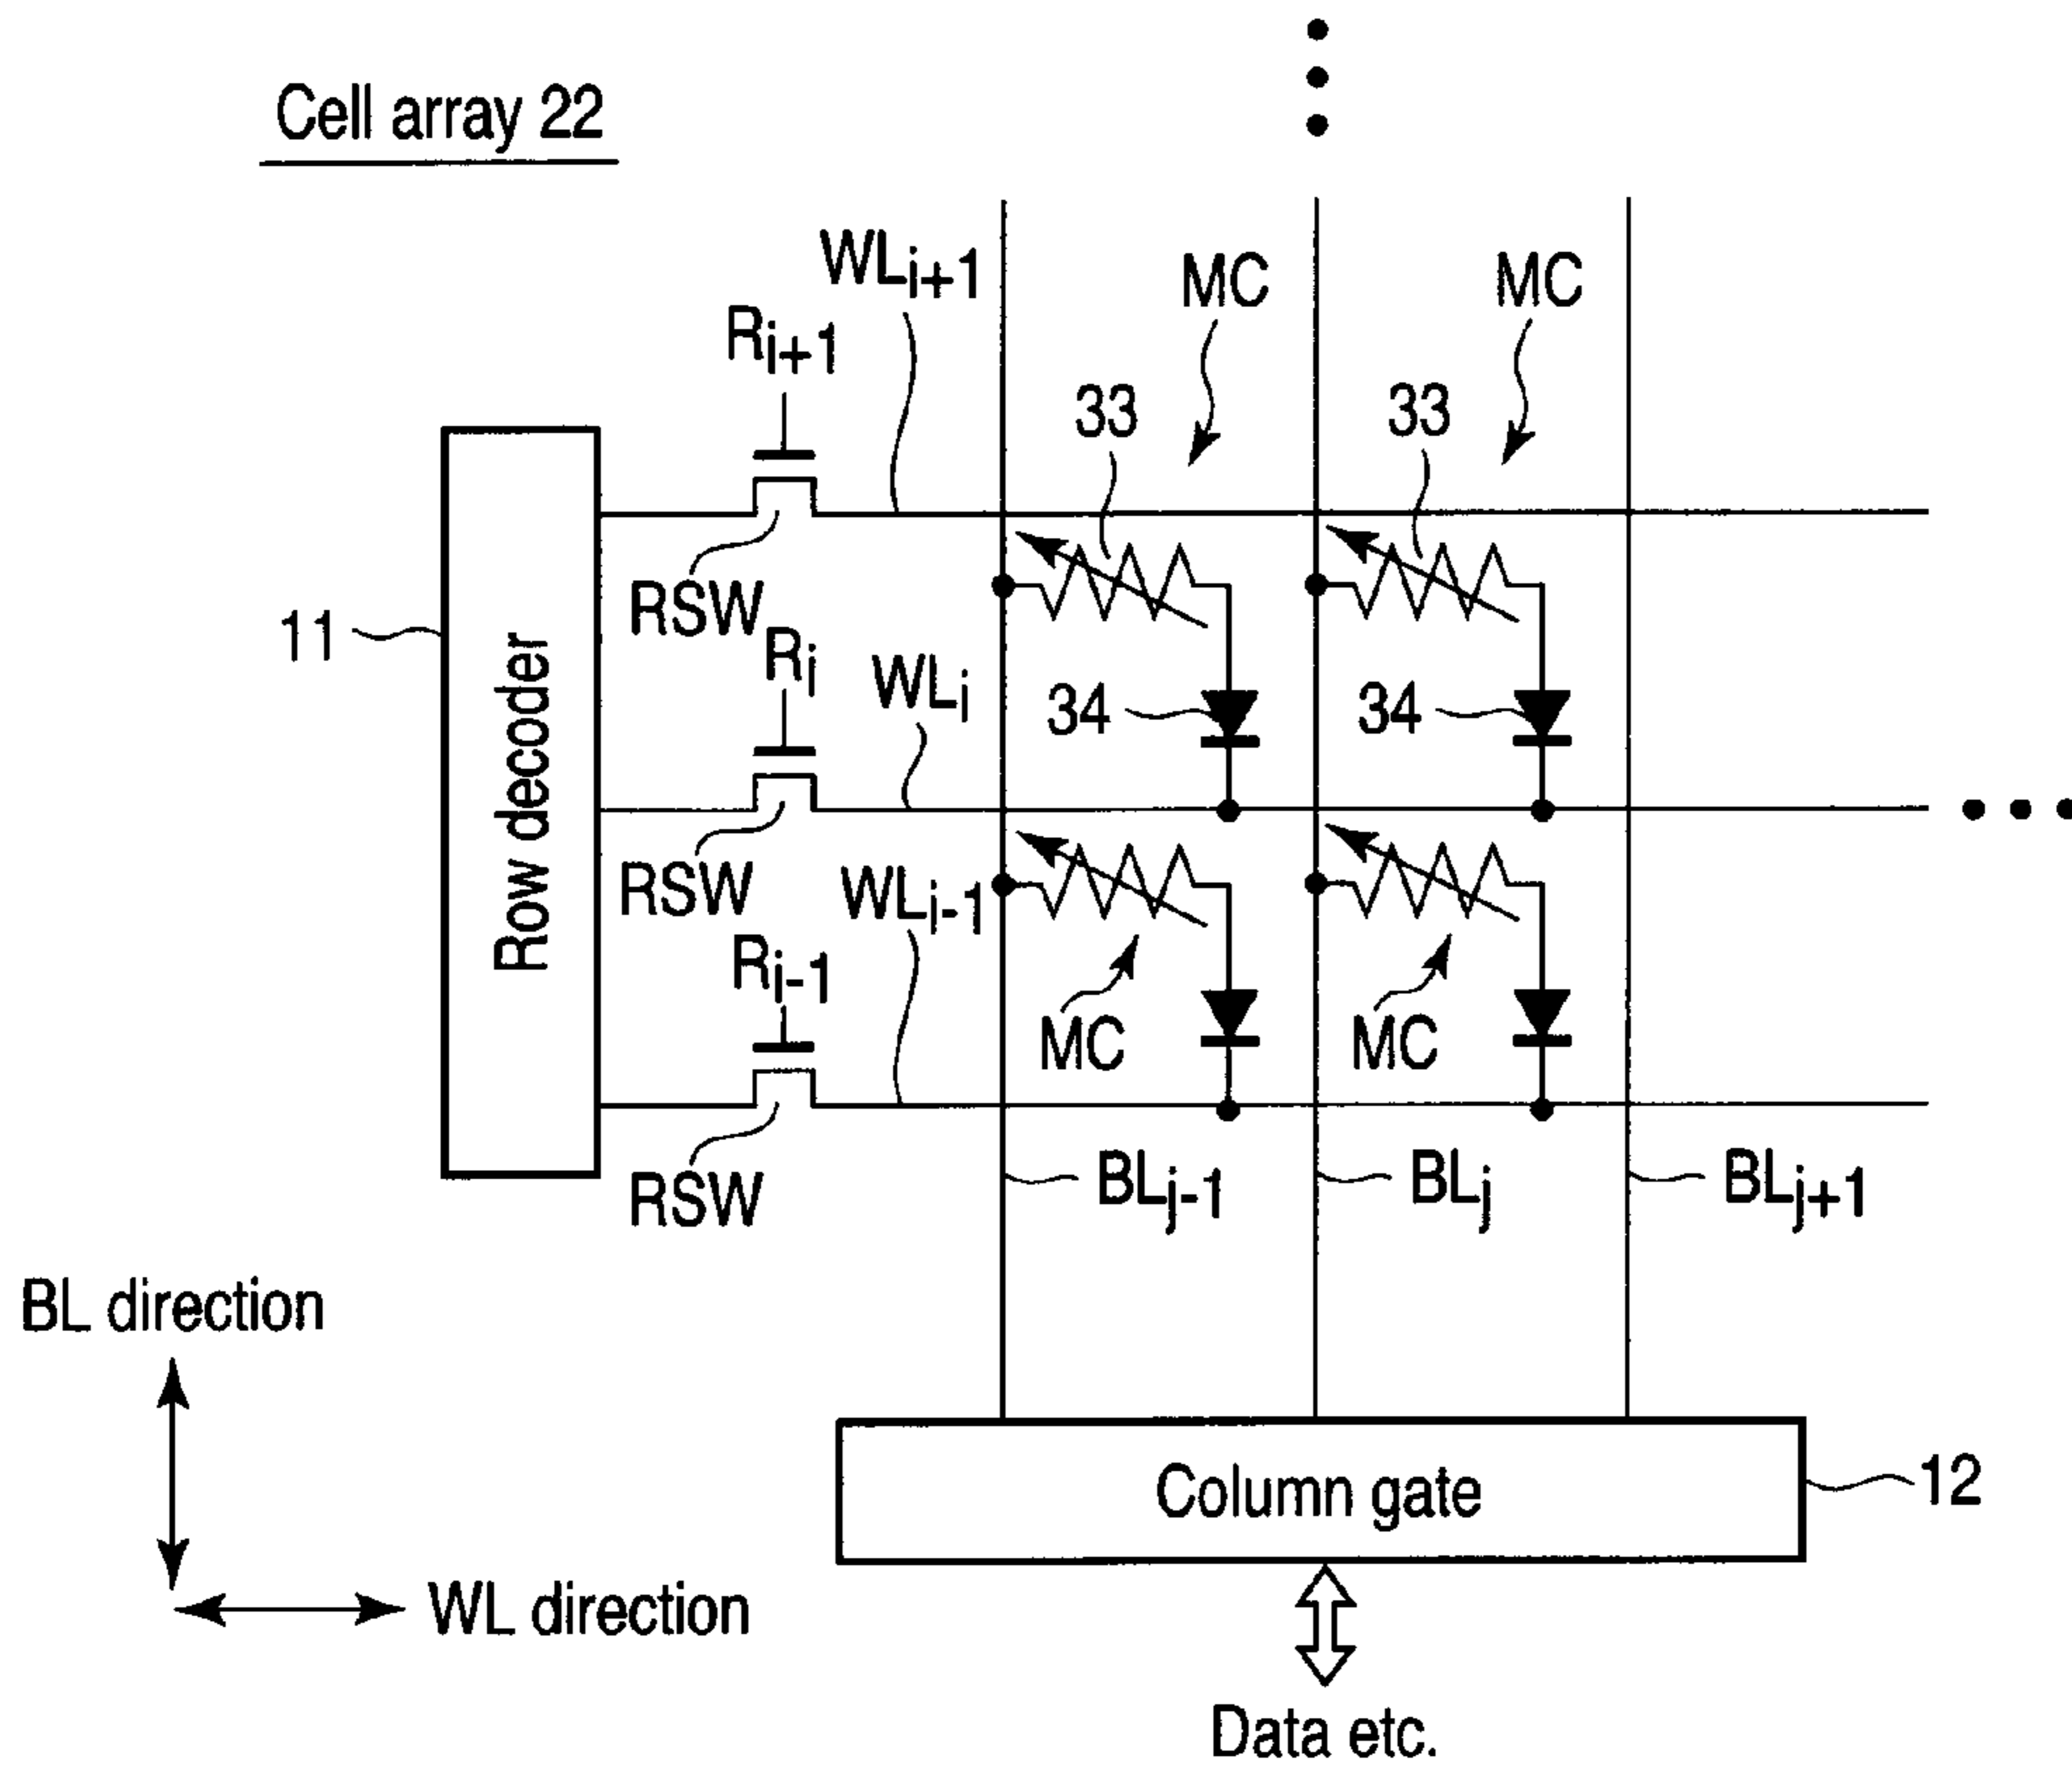 Cell array 22
WLi+1
MC
MC
Ri+1
33
33
RSW
11
Ri
WLi
34
34
Row decoder
RSW
WLi-1
Ri-1
MC
MC
RSW
BLj-1
BLj
BLj+1
BL direction
Column gate
12
WL direction
Data etc.